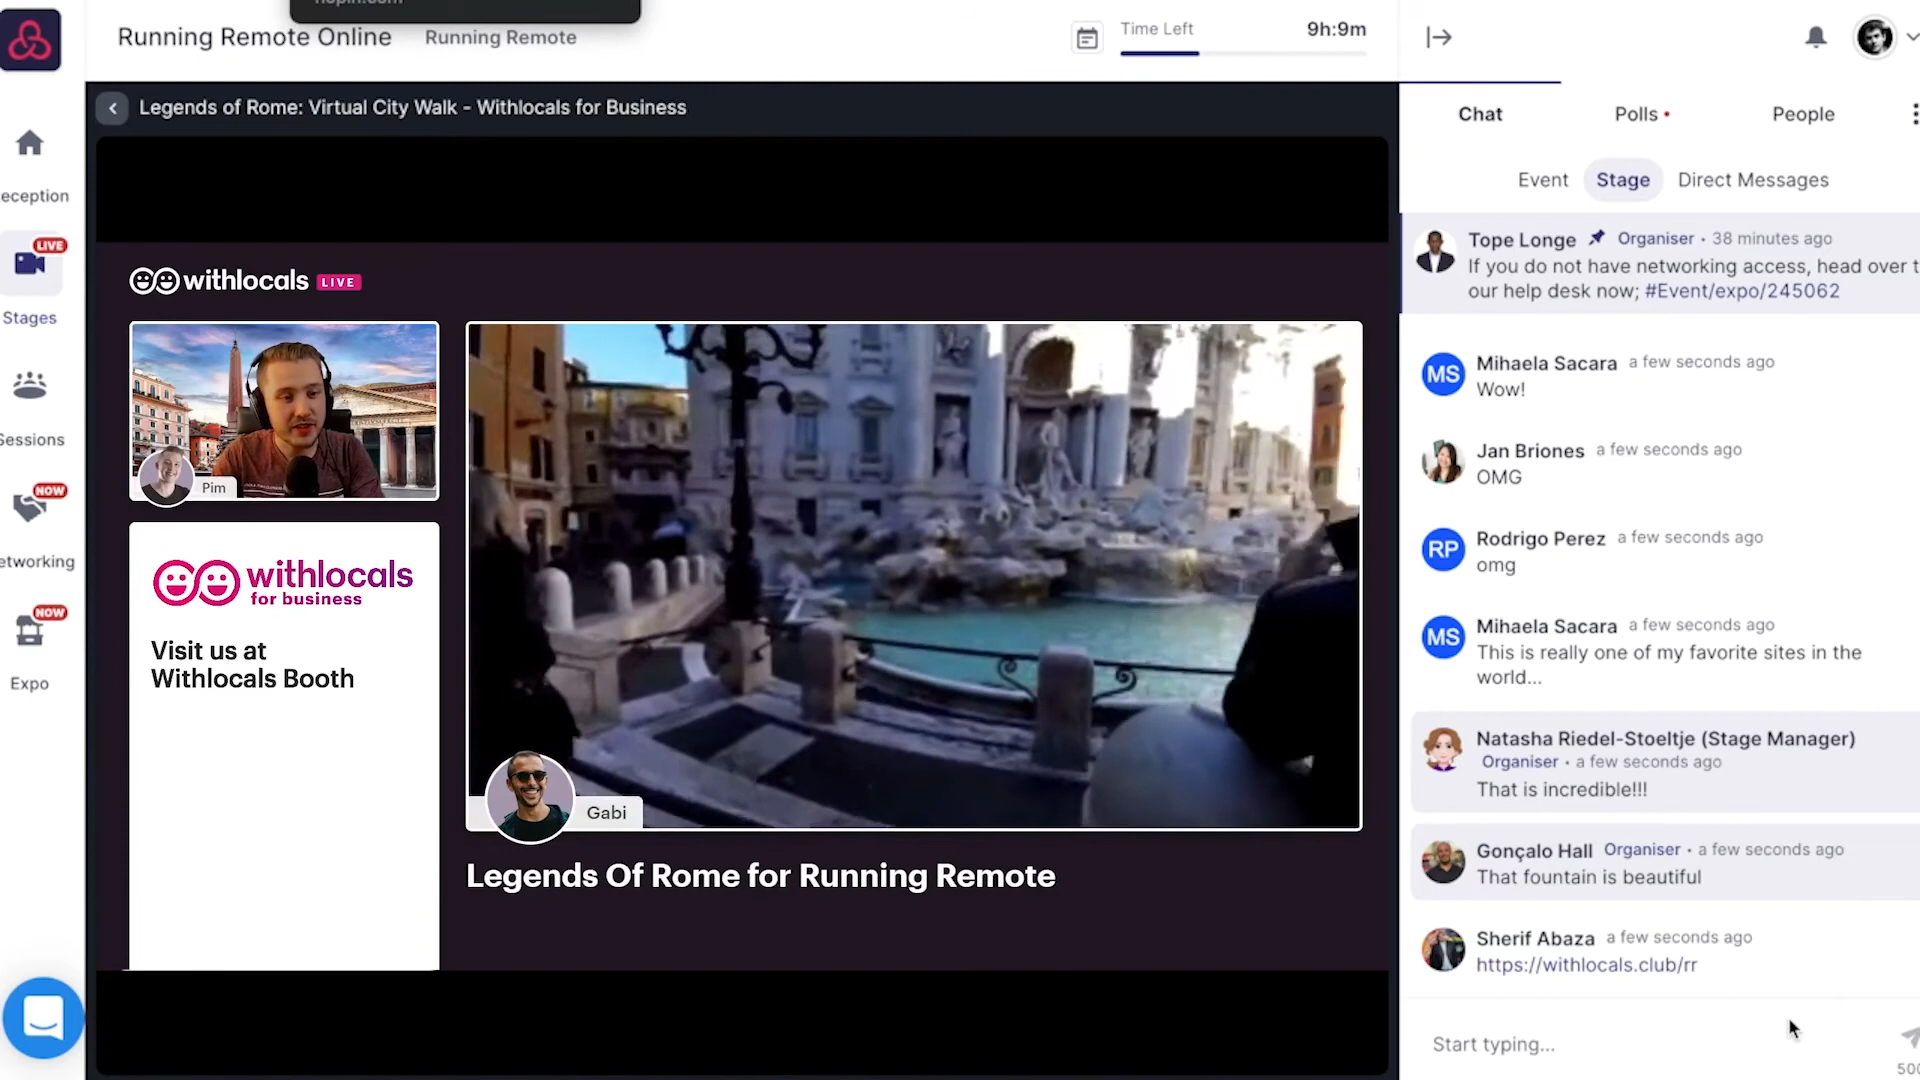 Running Remote Online
Running Remote
Time Left
9h:9m
Legends of Rome: Virtual City Walk - Withlocals for Business
LIVE
eception
Stages
Sessions
NOW
etworking
NOW
Expo
withlocals LIVE
Pim
withlocals
for business
Visit us at
Withlocals Booth
Gabi
Legends Of Rome for Running Remote
Chat
Polls
People
Event
Stage
Direct Messages
Tope Longe Organiser • 38 minutes ago
If you do not have networking access, head over t
our help desk now; #Event/expo/245062
MS
Mihaela Sacara a few seconds ago
Wow!
Jan Briones a few seconds ago
OMG
RP
Rodrigo Perez a few seconds ago
omg
MS
Mihaela Sacara a few seconds ago
This is really one of my favorite sites in the
world...
Natasha Riedel-Stoeltje (Stage Manager)
Organiser • a few seconds ago
That is incredible!!!
Gonçalo Hall Organiser • a few seconds ago
That fountain is beautiful
Sherif Abaza a few seconds ago
https://withlocals.club/rr
Start typing...
500